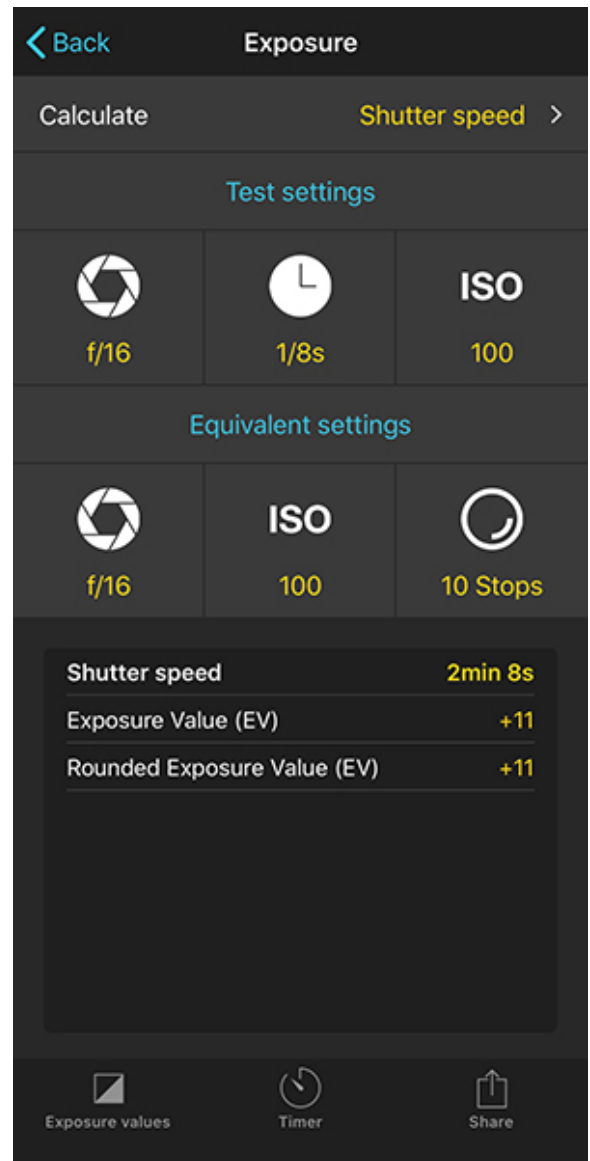 Back Exposure
Calculate Shutter speed
Test settings
ISO
f/16 1/8s 100
Equivalent settings
ISO
f/16 100 10 Stops
Shutter speed 2min 8s
Exposure Value (EV) +11
Rounded Exposure Value (EV) +11
Exposure values Timer Share